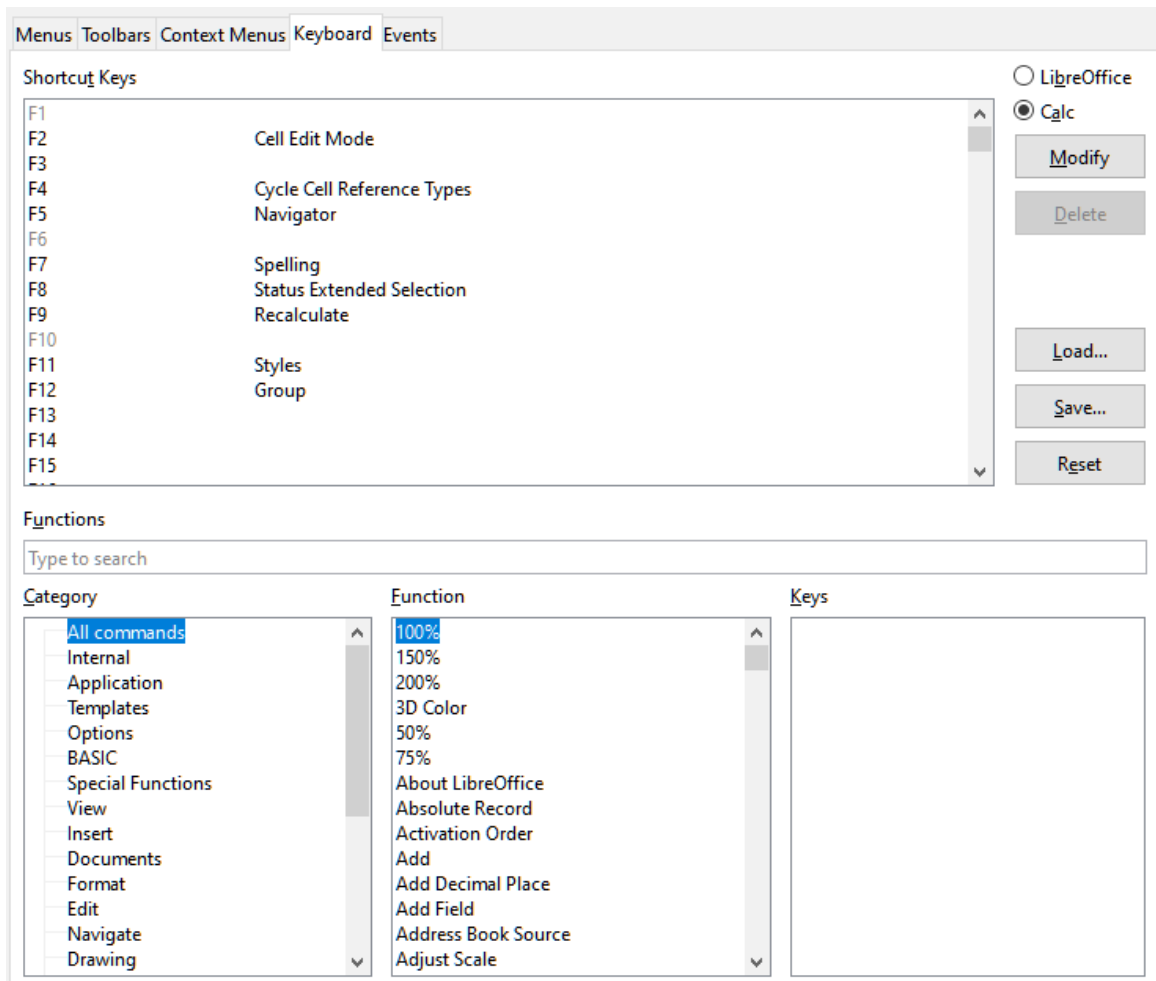 Menus Toolbars Context Menus Keyboard Events
Shortcut Keys
LibreOffice
Calc
Modify
Delete
Load...
Save...
Reset
F1
F2 Cell Edit Mode
F3
F4 Cycle Cell Reference Types
F5 Navigator
F6
F7 Spelling
F8 Status Extended Selection
F9 Recalculate
F10
F11 Styles
F12 Group
F13
F14
F15
Functions
Type to search
Category
All commands
Internal
Application
Templates
Options
BASIC
Special Functions
View
Insert
Documents
Format
Edit
Navigate
Drawing
Function
100%
150%
200%
3D Color
50%
75%
About LibreOffice
Absolute Record
Activation Order
Add
Add Decimal Place
Add Field
Address Book Source
Adjust Scale
Keys